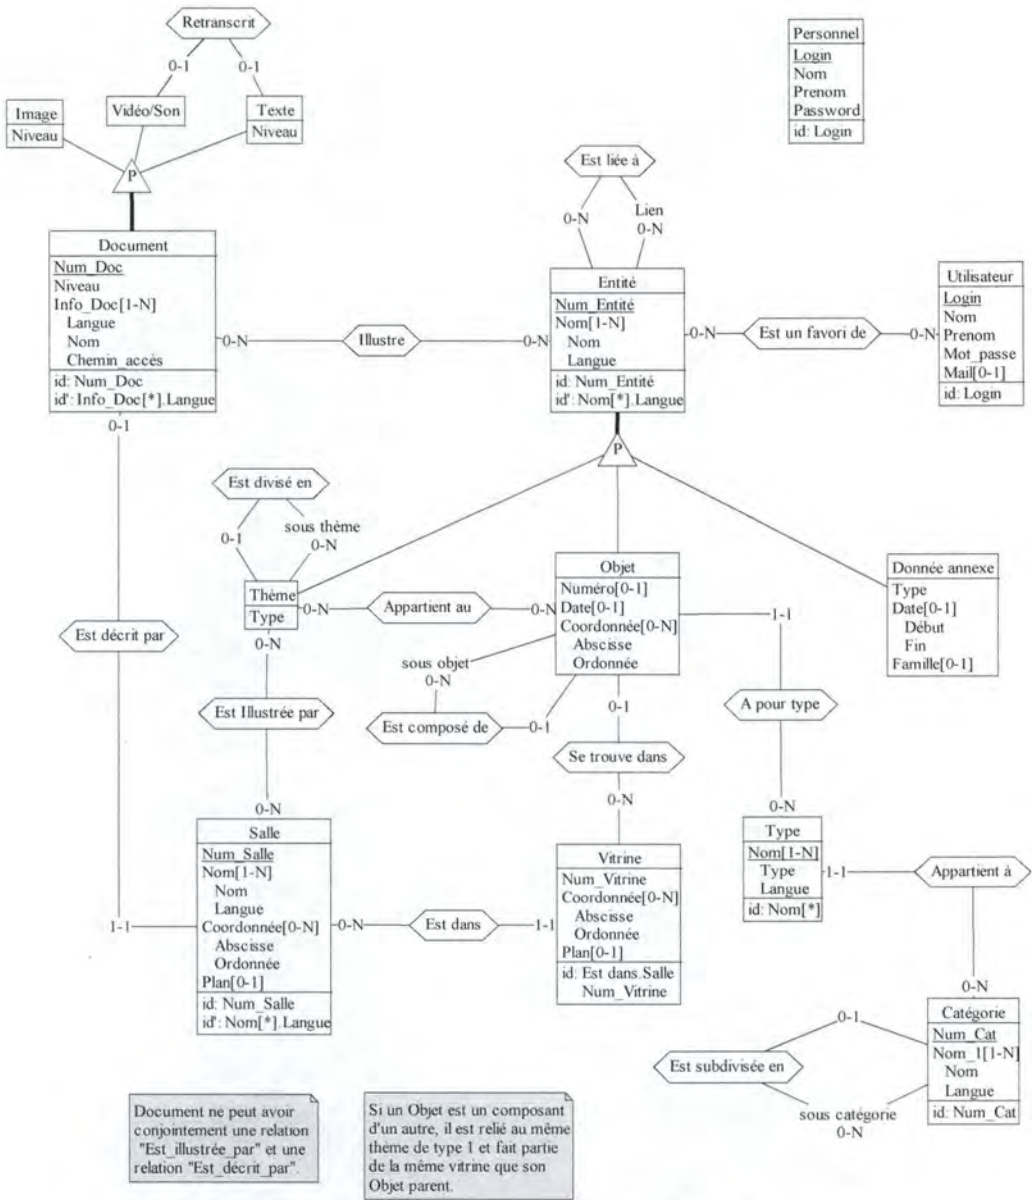 Retranscrit
0-1
0-1
Image
Niveau
Vidéo/Son
Texte
Niveau
P
Personnel
Login
Nom
Prenom
Password
id: Login
Est liée à
0-N
Lien
0-N
Document
Num_Doc
Niveau
Info_Doc[1-N]
Langue
Nom
Chemin_accès
id: Num_Doc
id': Info_Doc[*].Langue
0-N
Illustre
0-N
Entité
Num_Entité
Nom[1-N]
Nom
Langue
id: Num_Entité
id': Nom[*].Langue
0-N
Est un favori de
0-N
Utilisateur
Login
Nom
Prenom
Mot_passe
Mail[0-1]
id: Login
0-1
P
Est divisé en
0-1
sous thème
0-N
Thème
Type
0-N
Appartient au
0-N
Objet
Numéro[0-1]
Date[0-1]
Coordonnée[0-N]
Abscisse
Ordonnée
Donnée annexe
Type
Date[0-1]
Début
Fin
Famille[0-1]
1-1
Est décrit par
0-N
sous objet
0-N
Est composé de
0-1
0-1
A pour type
Est Illustrée par
Se trouve dans
0-N
0-N
0-N
Salle
Num_Salle
Nom[1-N]
Nom
Langue
Coordonnée[0-N]
Abscisse
Ordonnée
Plan[0-1]
id: Num_Salle
id': Nom[*].Langue
1-1
0-N
Est dans
1-1
Vitrine
Num_Vitrine
Coordonnée[0-N]
Abscisse
Ordonnée
Plan[0-1]
id: Est dans.Salle
Num_Vitrine
Type
Nom[1-N]
Type
Langue
id: Nom[*]
1-1
Appartient à
0-N
Catégorie
Num_Cat
Nom_1[1-N]
Nom
Langue
id: Num_Cat
0-1
Est subdivisée en
sous catégorie
0-N
Document ne peut avoir
conjointement une relation
"Est_illustrée_par" et une
relation "Est_décrit_par".
Si un Objet est un composant
d'un autre, il est relié au même
thème de type 1 et fait partie
de la même vitrine que son
Objet parent.